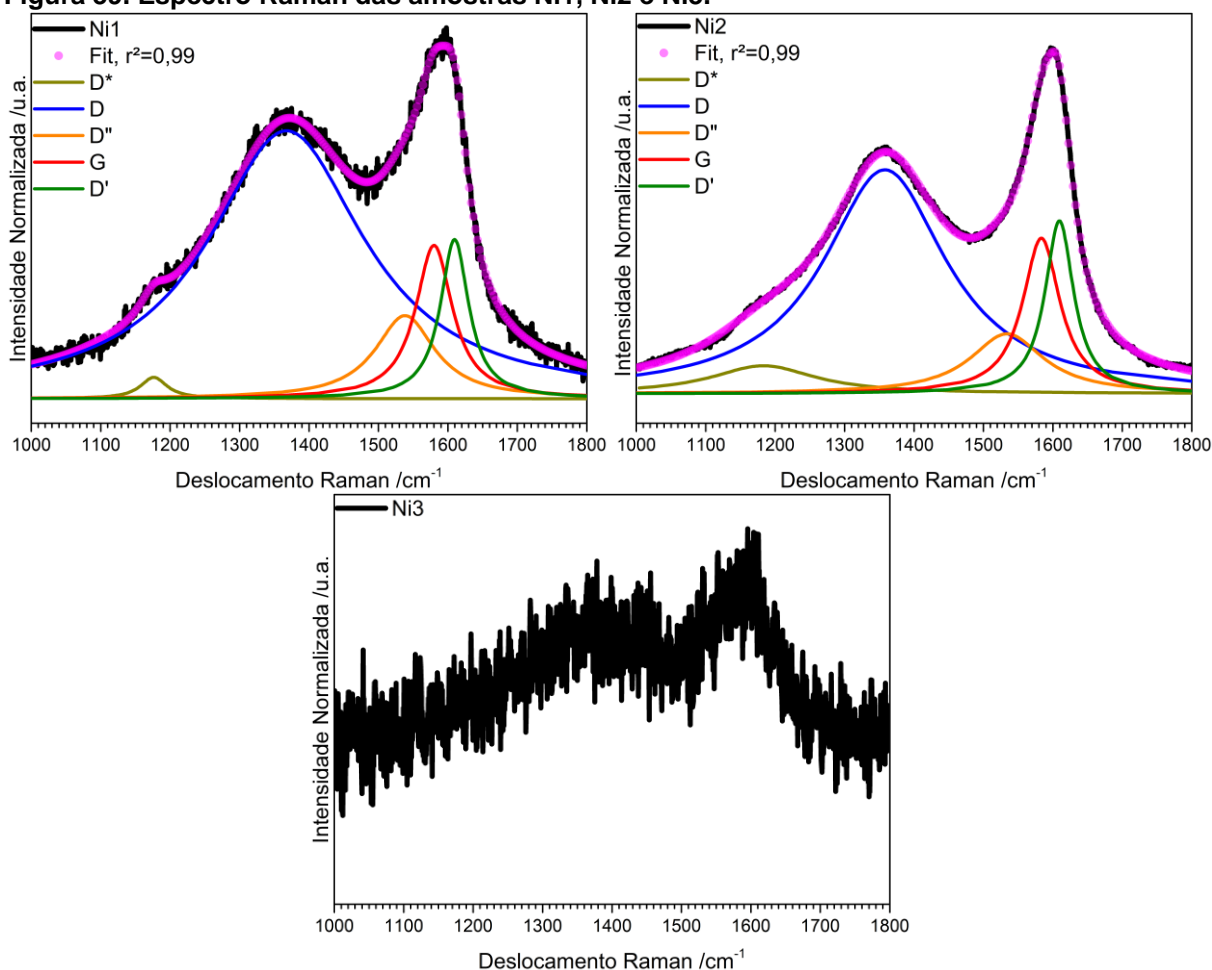 Figura 30. Espectro Raman das amostras Ni1, Ni2 e Ni3.
Ni1
Fit, r²=0,99
D*
D
D"
G
D'
Intensidade Normalizada /u.a.
1000 1100 1200 1300 1400 1500 1600 1700 1800
Deslocamento Raman /cm⁻¹
Ni2
Fit, r²=0,99
D*
D
D"
G
D'
Intensidade Normalizada /u.a.
1000 1100 1200 1300 1400 1500 1600 1700 1800
Deslocamento Raman /cm⁻¹
Ni3
Intensidade Normalizada /u.a.
1000 1100 1200 1300 1400 1500 1600 1700 1800
Deslocamento Raman /cm⁻¹